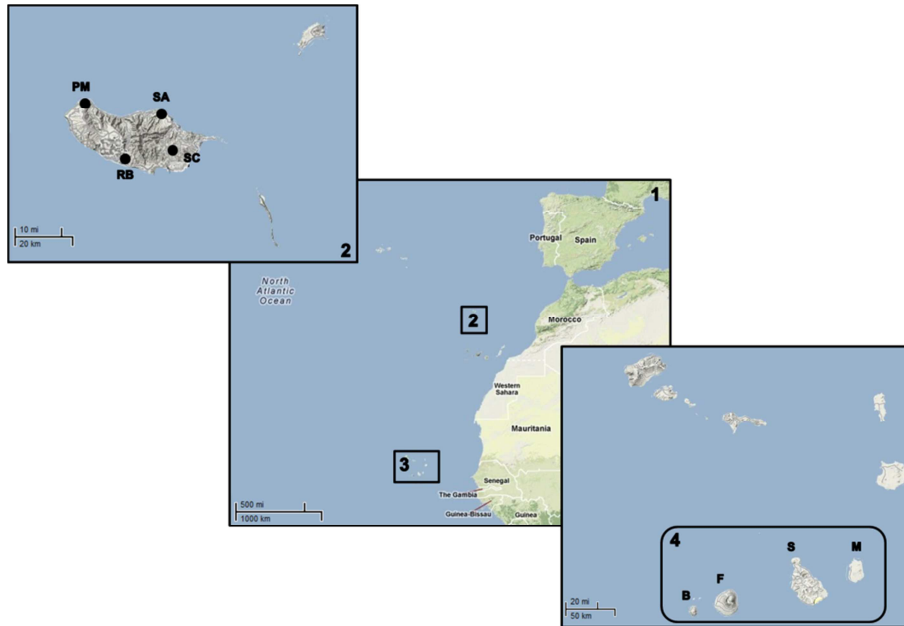 PM
SA
SC
RB
10 mi
20 km
2
1
Portugal
Spain
North
Atlantic
Ocean
2
Morocco
Western
Sahara
Mauritania
3
Senegal
The Gambia
Guinea-Bissau
Guinea
500 mi
1000 km
4
S
M
B
F
20 mi
50 km